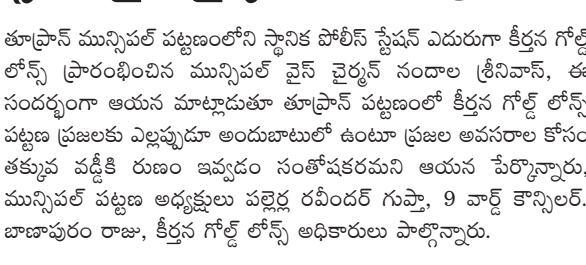 తూప్రాన్ మున్సిపల్ పట్టణంలోని స్థానిక పోలీస్ స్టేషన్ ఎదురుగా కీర్తన గోల్డ్
లోన్స్ ప్రారంభించిన మున్సిపల్ వైస్ చైర్మన్ నందాల శ్రీనివాస్, ఈ
సందర్భంగా ఆయన మాట్లాడుతూ తూప్రాన్ పట్టణంలో కీర్తన గోల్డ్ లోన్స్
పట్టణ ప్రజలకు ఎల్లప్పుడూ అందుబాటులో ఉంటూ ప్రజల అవసరాల కోసం
తక్కువ వడ్డీకి రుణం ఇవ్వడం సంతోషకరమని ఆయన పేర్కొన్నారు,
మున్సిపల్ పట్టణ అధ్యక్షులు పల్లెర్ల రవీందర్ గుప్తా, 9 వార్డ్ కౌన్సిలర్.
బాణాపురం రాజు, కీర్తన గోల్డ్ లోన్స్ అధికారులు పాల్గొన్నారు.